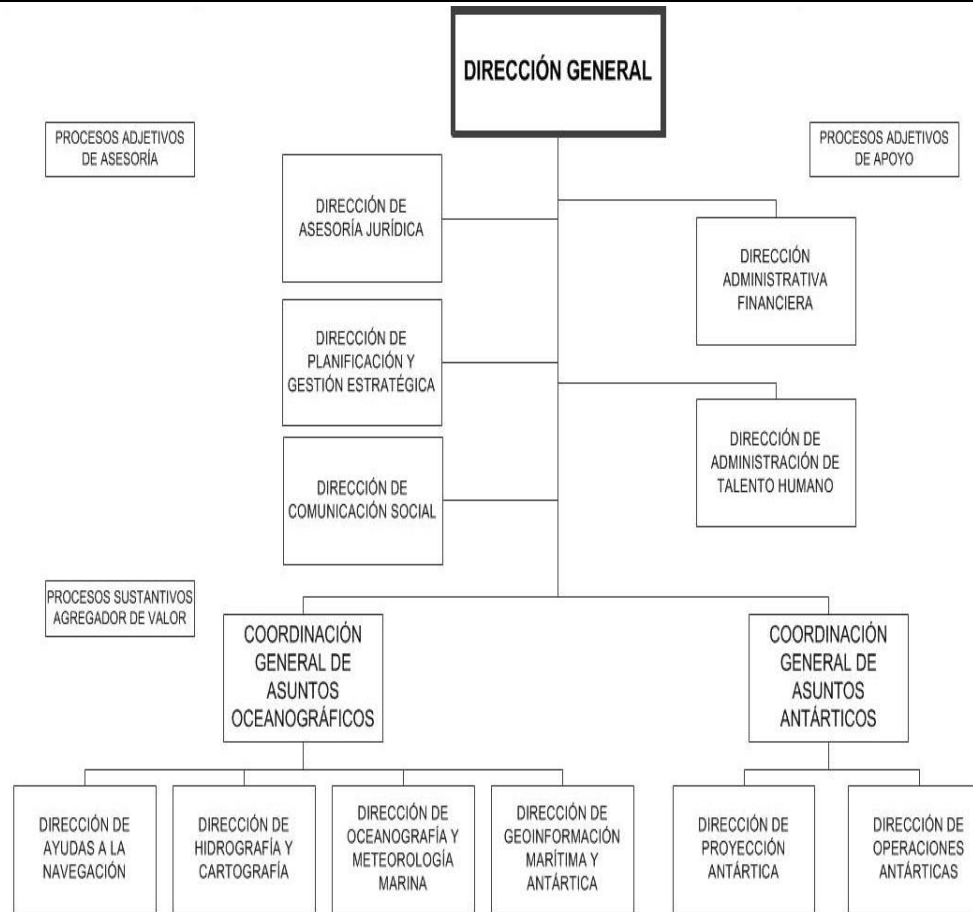 DIRECCIÓN GENERAL
PROCESOS ADJETIVOS
DE ASESORÍA
PROCESOS ADJETIVOS
DE APOYO
DIRECCIÓN DE
ASESORÍA JURÍDICA
DIRECCIÓN
ADMINISTRATIVA
FINANCIERA
DIRECCIÓN DE
PLANIFICACIÓN Y
GESTIÓN ESTRATÉGICA
DIRECCIÓN DE
ADMINISTRACIÓN DE
TALENTO HUMANO
DIRECCIÓN DE
COMUNICACIÓN SOCIAL
PROCESOS SUSTANTIVOS
AGREGADOR DE VALOR
COORDINACIÓN
GENERAL DE
ASUNTOS
OCEANOGRÁFICOS
COORDINACIÓN
GENERAL DE
ASUNTOS
ANTÁRTICOS
DIRECCIÓN DE
AYUDAS A LA
NAVEGACIÓN
DIRECCIÓN DE
HIDROGRAFÍA Y
CARTOGRAFÍA
DIRECCIÓN DE
OCEANOGRAFÍA Y
METEOROLOGÍA
MARINA
DIRECCIÓN DE
GEOINFORMACIÓN
MARÍTIMA Y
ANTÁRTICA
DIRECCIÓN DE
PROYECCIÓN
ANTÁRTICA
DIRECCIÓN DE
OPERACIONES
ANTÁRTICAS